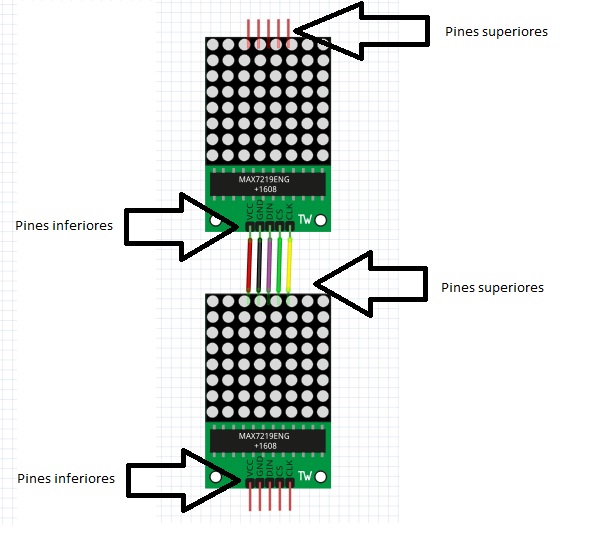 Pines superiores
MAX7219ENG
+1608
VCC
GND
DIN
CS
CLK
TW
Pines inferiores
Pines superiores
MAX7219ENG
+1608
VCC
GND
DIN
CS
CLK
TW
Pines inferiores